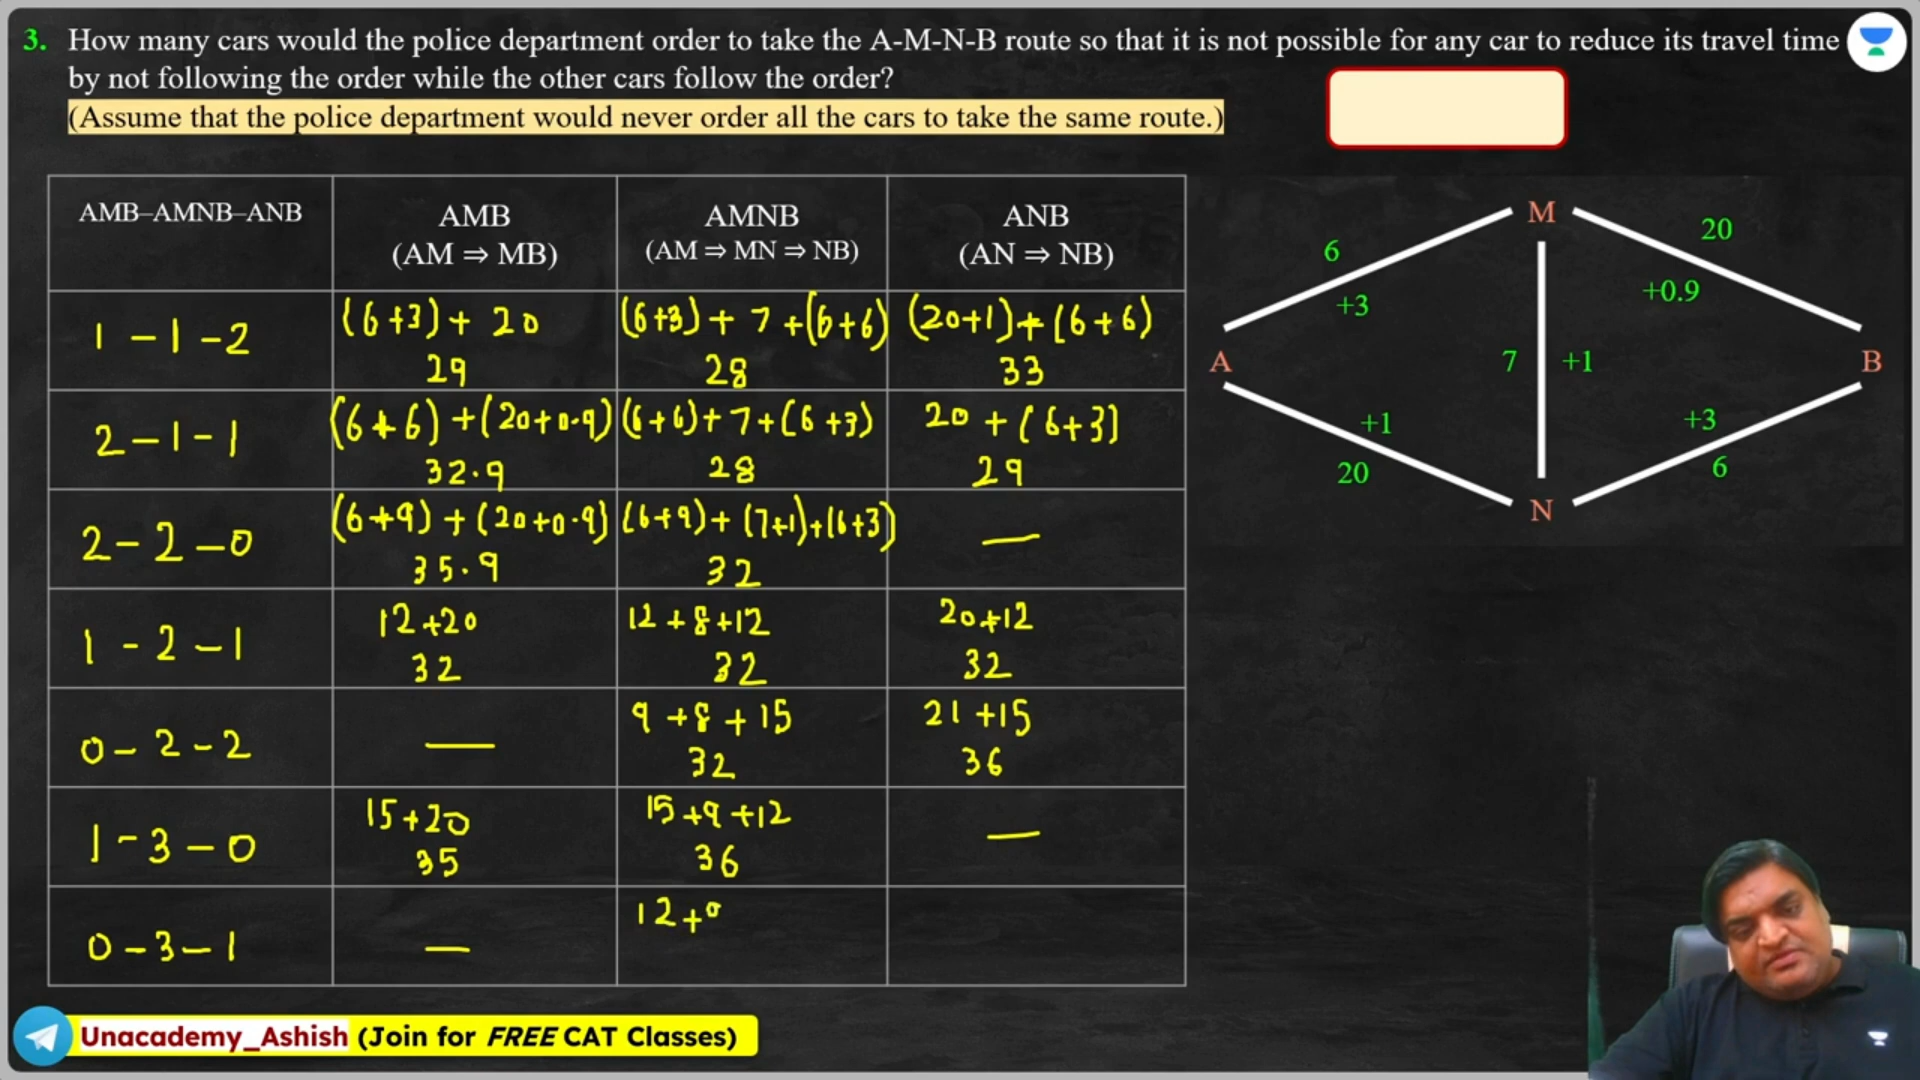 3. How many cars would the police department order to take the A-M-N-B route so that it is not possible for any car to reduce its travel time
by not following the order while the other cars follow the order?
(Assume that the police department would never order all the cars to take the same route.)
AMB–AMNB–ANB
AMB
(AM ⇒ MB)
AMNB
(AM ⇒ MN ⇒ NB)
ANB
(AN ⇒ NB)
1 - 1 - 2
(6+3) + 20
29
(6+3) + 7 + (6+6)
28
(20+1) + (6+6)
33
2 - 1 - 1
(6+6) + (20+0.9)
32.9
(6+6) + 7 + (6+3)
28
20 + (6+3)
29
2 - 2 - 0
(6+9) + (20+0.9)
35.9
(6+9) + (7+1) + (6+3)
32
—
1 - 2 - 1
12+20
32
12+8+12
32
20+12
32
0 - 2 - 2
—
9 + 8 + 15
32
21 + 15
36
1 - 3 - 0
15+20
35
15+9+12
36
—
0 - 3 - 1
—
12+
M
6
20
+3
+0.9
A
7
+1
B
+1
+3
20
6
N
Unacademy_Ashish (Join for FREE CAT Classes)